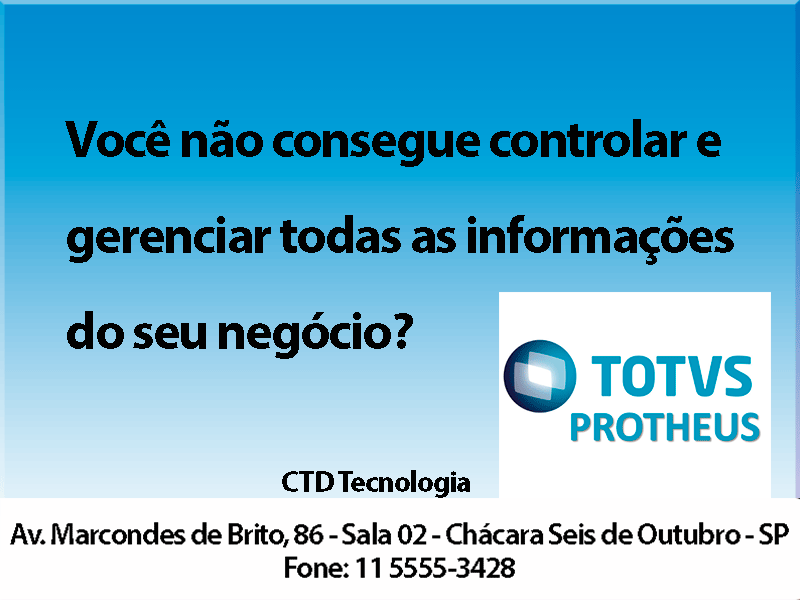 Você não consegue controlar e
gerenciar todas as informações
do seu negócio?
TOTVS
PROTHEUS
CTD Tecnologia
Av. Marcondes de Brito, 86 - Sala 02 - Chácara Seis de Outubro - SP
Fone: 11 5555-3428